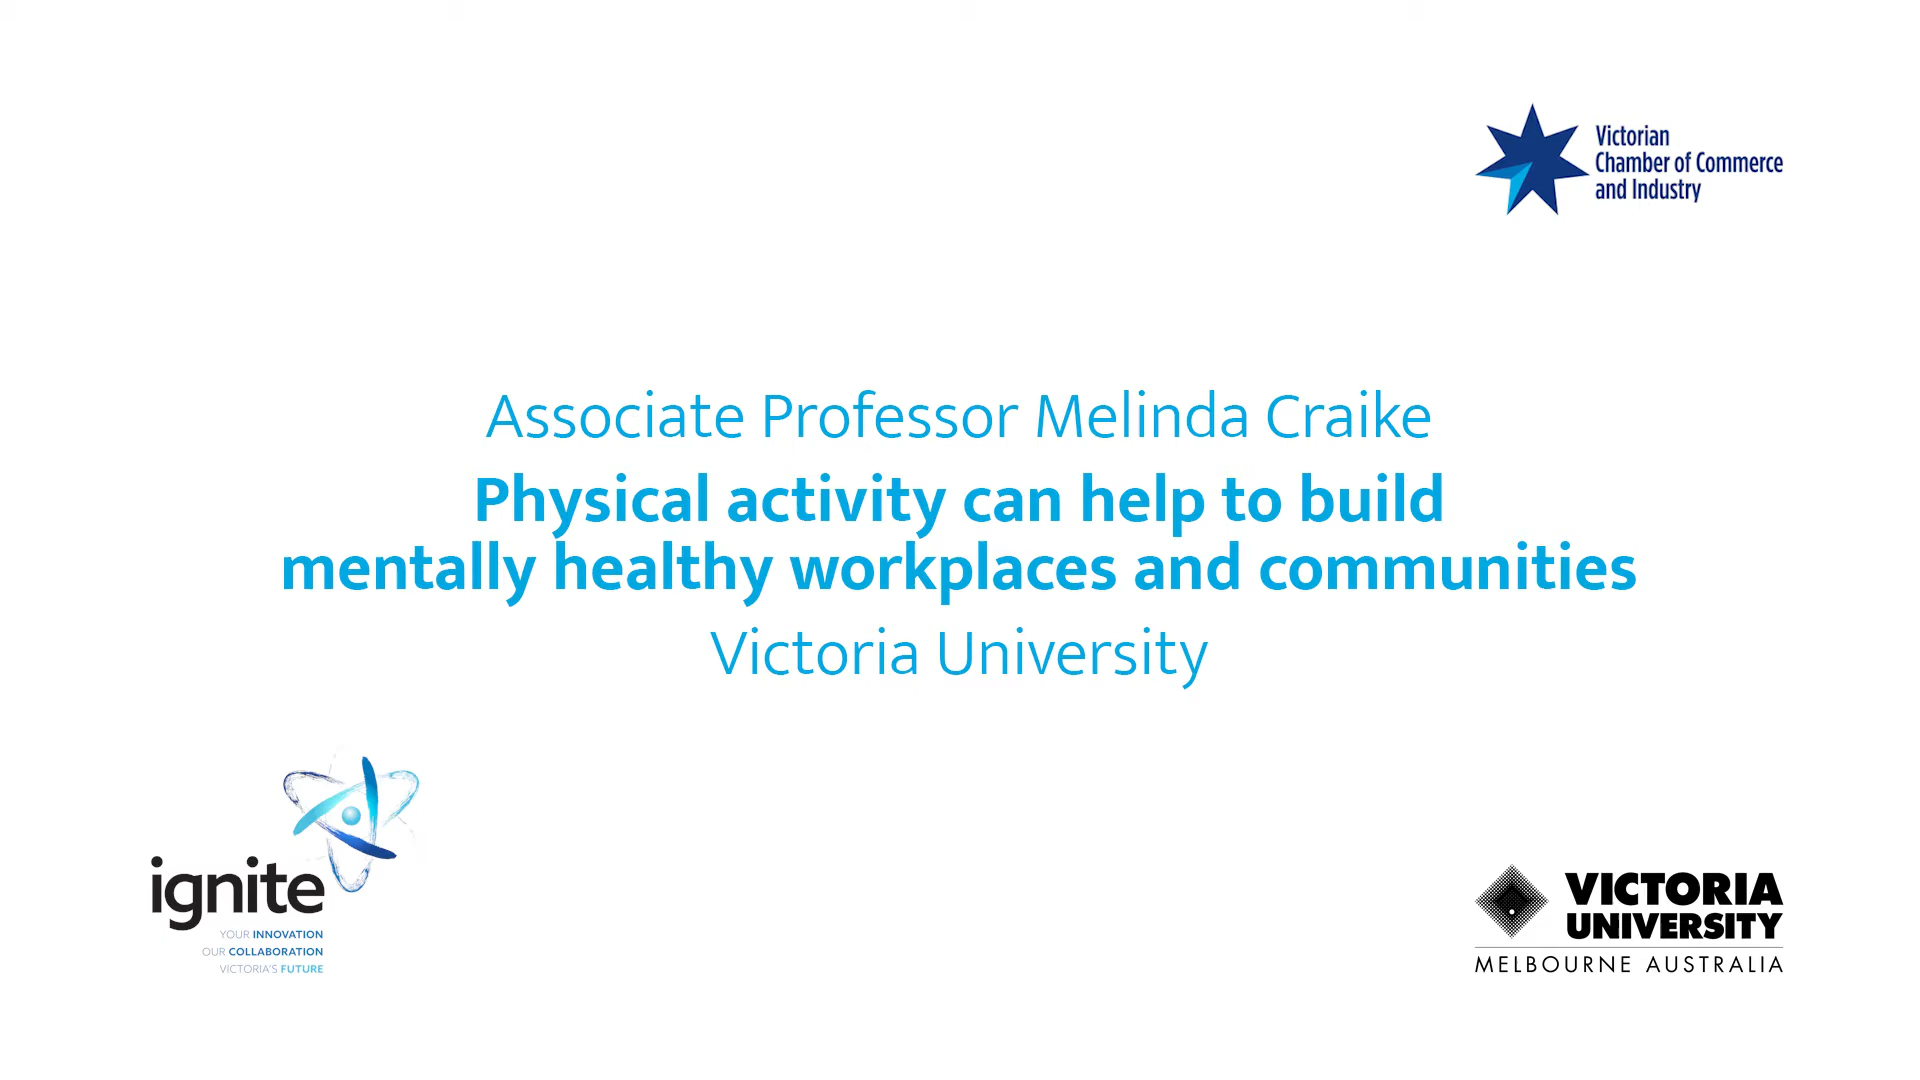 Victorian
Chamber of Commerce
and Industry
Associate Professor Melinda Craike
Physical activity can help to build
mentally healthy workplaces and communities
Victoria University
ignite
YOUR INNOVATION
OUR COLLABORATION
VICTORIA'S FUTURE
VICTORIA
UNIVERSITY
MELBOURNE AUSTRALIA